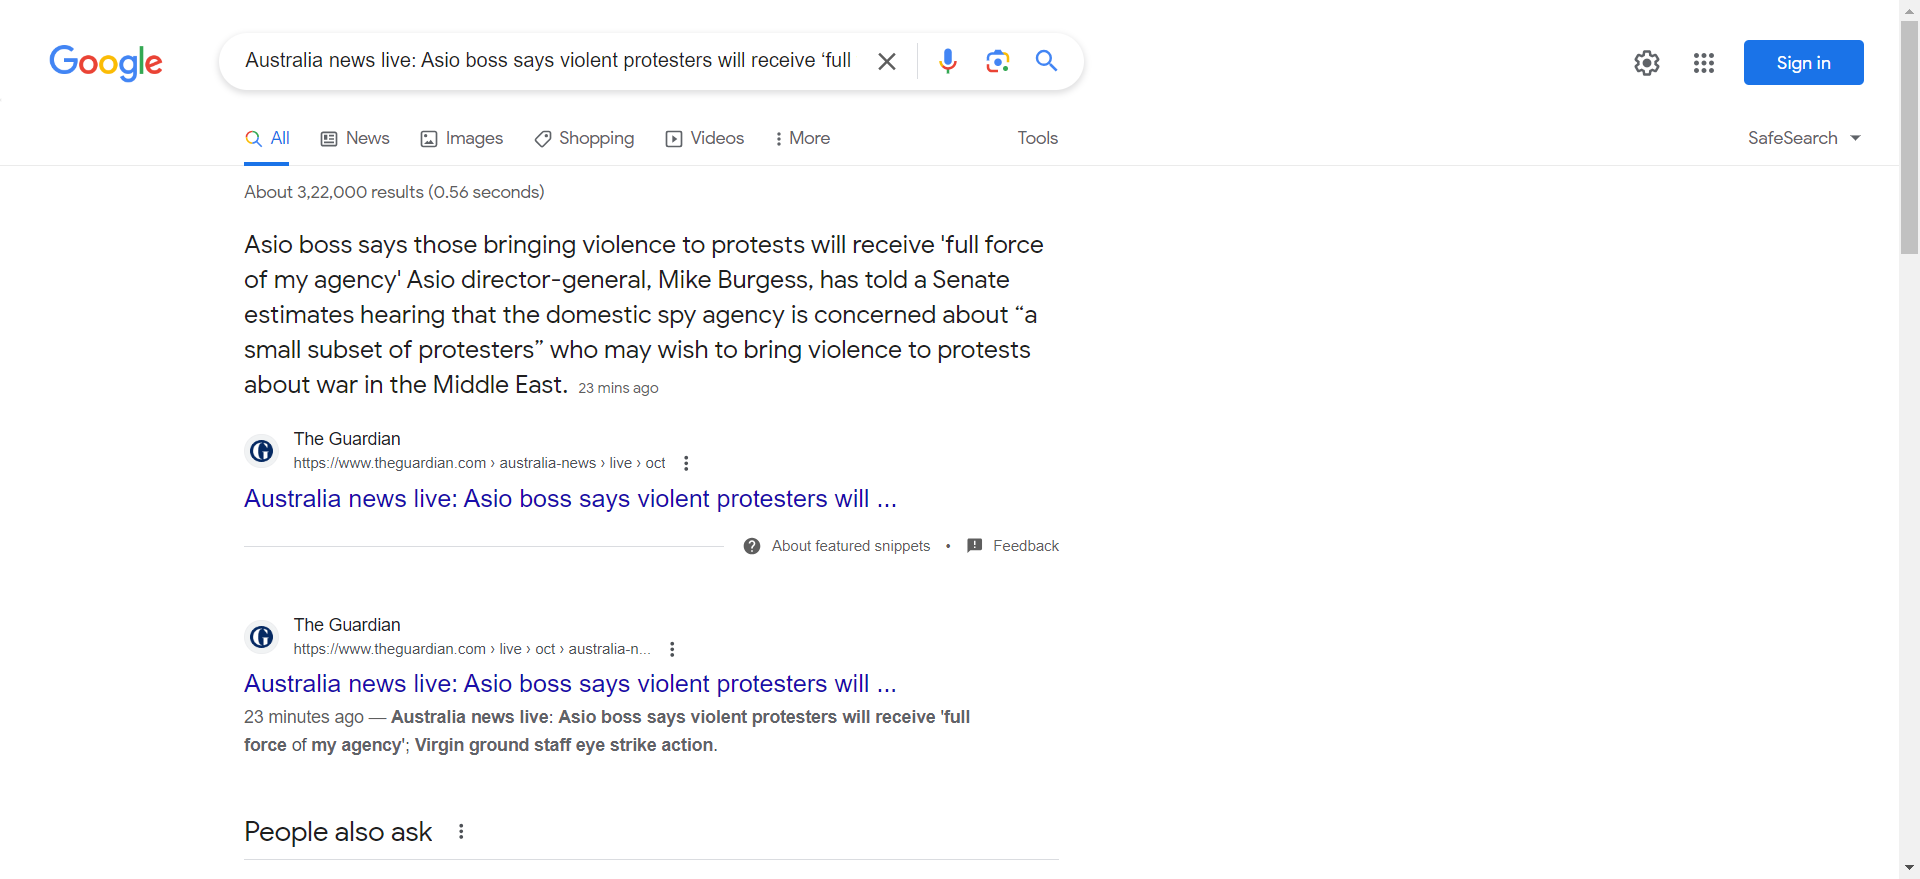 Google
Australia news live: Asio boss says violent protesters will receive ‘full
Sign in
All
News
Images
Shopping
Videos
More
Tools
SafeSearch
About 3,22,000 results (0.56 seconds)
Asio boss says those bringing violence to protests will receive 'full force
of my agency' Asio director-general, Mike Burgess, has told a Senate
estimates hearing that the domestic spy agency is concerned about “a
small subset of protesters” who may wish to bring violence to protests
about war in the Middle East. 23 mins ago
The Guardian
https://www.theguardian.com › australia-news › live › oct
Australia news live: Asio boss says violent protesters will ...
About featured snippets • Feedback
The Guardian
https://www.theguardian.com › live › oct › australia-n...
Australia news live: Asio boss says violent protesters will ...
23 minutes ago — Australia news live: Asio boss says violent protesters will receive 'full
force of my agency'; Virgin ground staff eye strike action.
People also ask